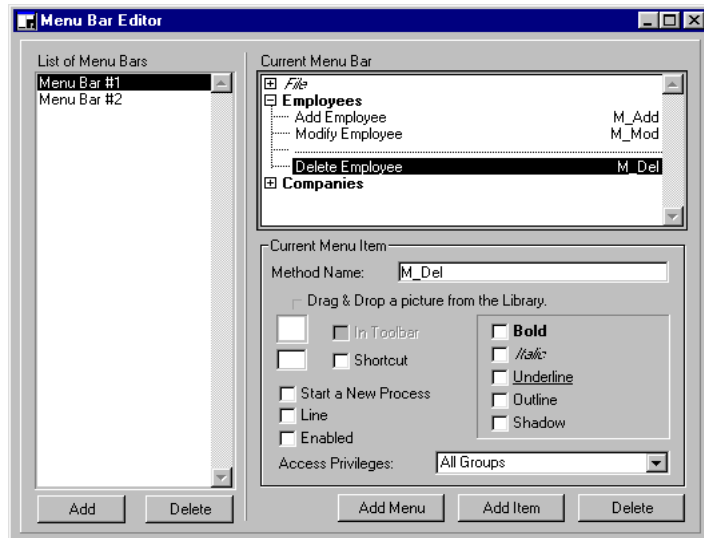 Menu Bar Editor
List of Menu Bars
Menu Bar #1
Menu Bar #2
Add
Delete
Current Menu Bar
File
Employees
Add Employee M_Add
Modify Employee M_Mod
Delete Employee M_Del
Companies
Current Menu Item
Method Name: M_Del
Drag & Drop a picture from the Library.
In Toolbar
Shortcut
Start a New Process
Line
Enabled
Bold
Italic
Underline
Outline
Shadow
Access Privileges: All Groups
Add Menu
Add Item
Delete